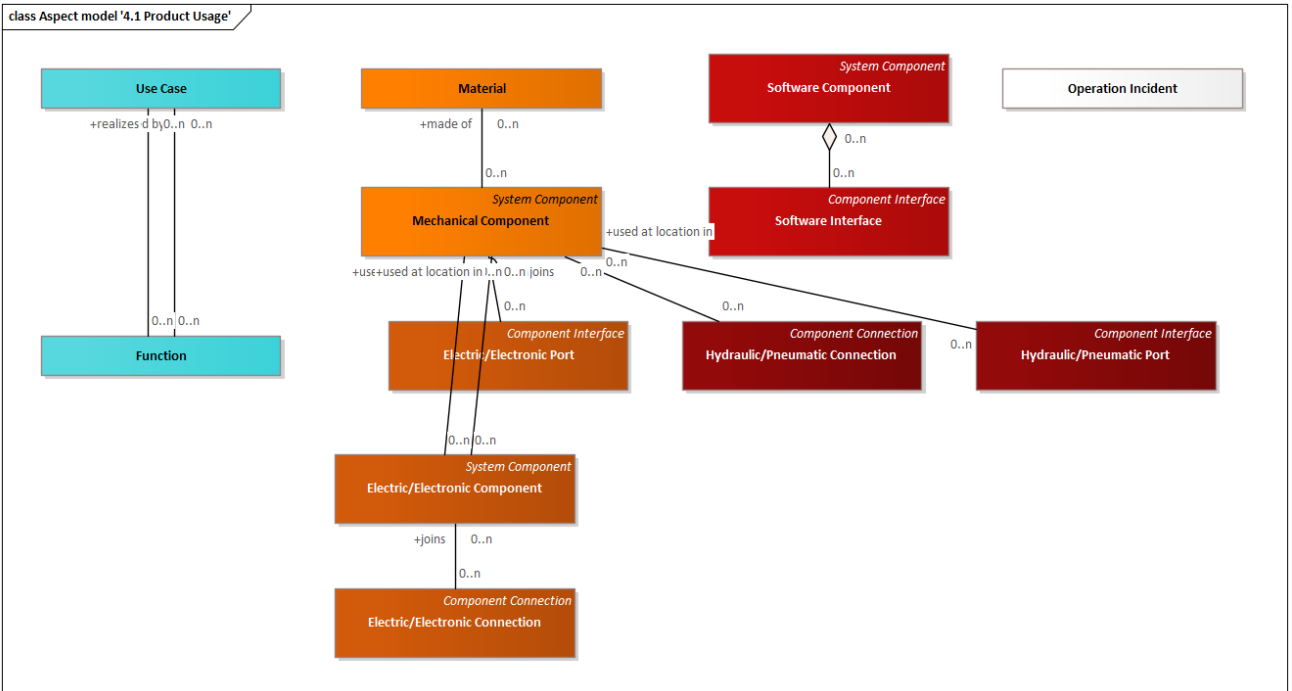 class Aspect model '4.1 Product Usage'
Use Case
+realizes d by 0..n 0..n
0..n 0..n
Function
Material
+made of 0..n
0..n
System Component
Mechanical Component
System Component
Software Component
0..n
0..n
Component Interface
Software Interface
Operation Incident
+used at location in
0..n
+use+used at location in 0..n joins
0..n
0..n
0..n
0..n
Component Interface
Electric/Electronic Port
Component Connection
Hydraulic/Pneumatic Connection
Component Interface
Hydraulic/Pneumatic Port
0..n 0..n
System Component
Electric/Electronic Component
+joins 0..n
0..n
Component Connection
Electric/Electronic Connection